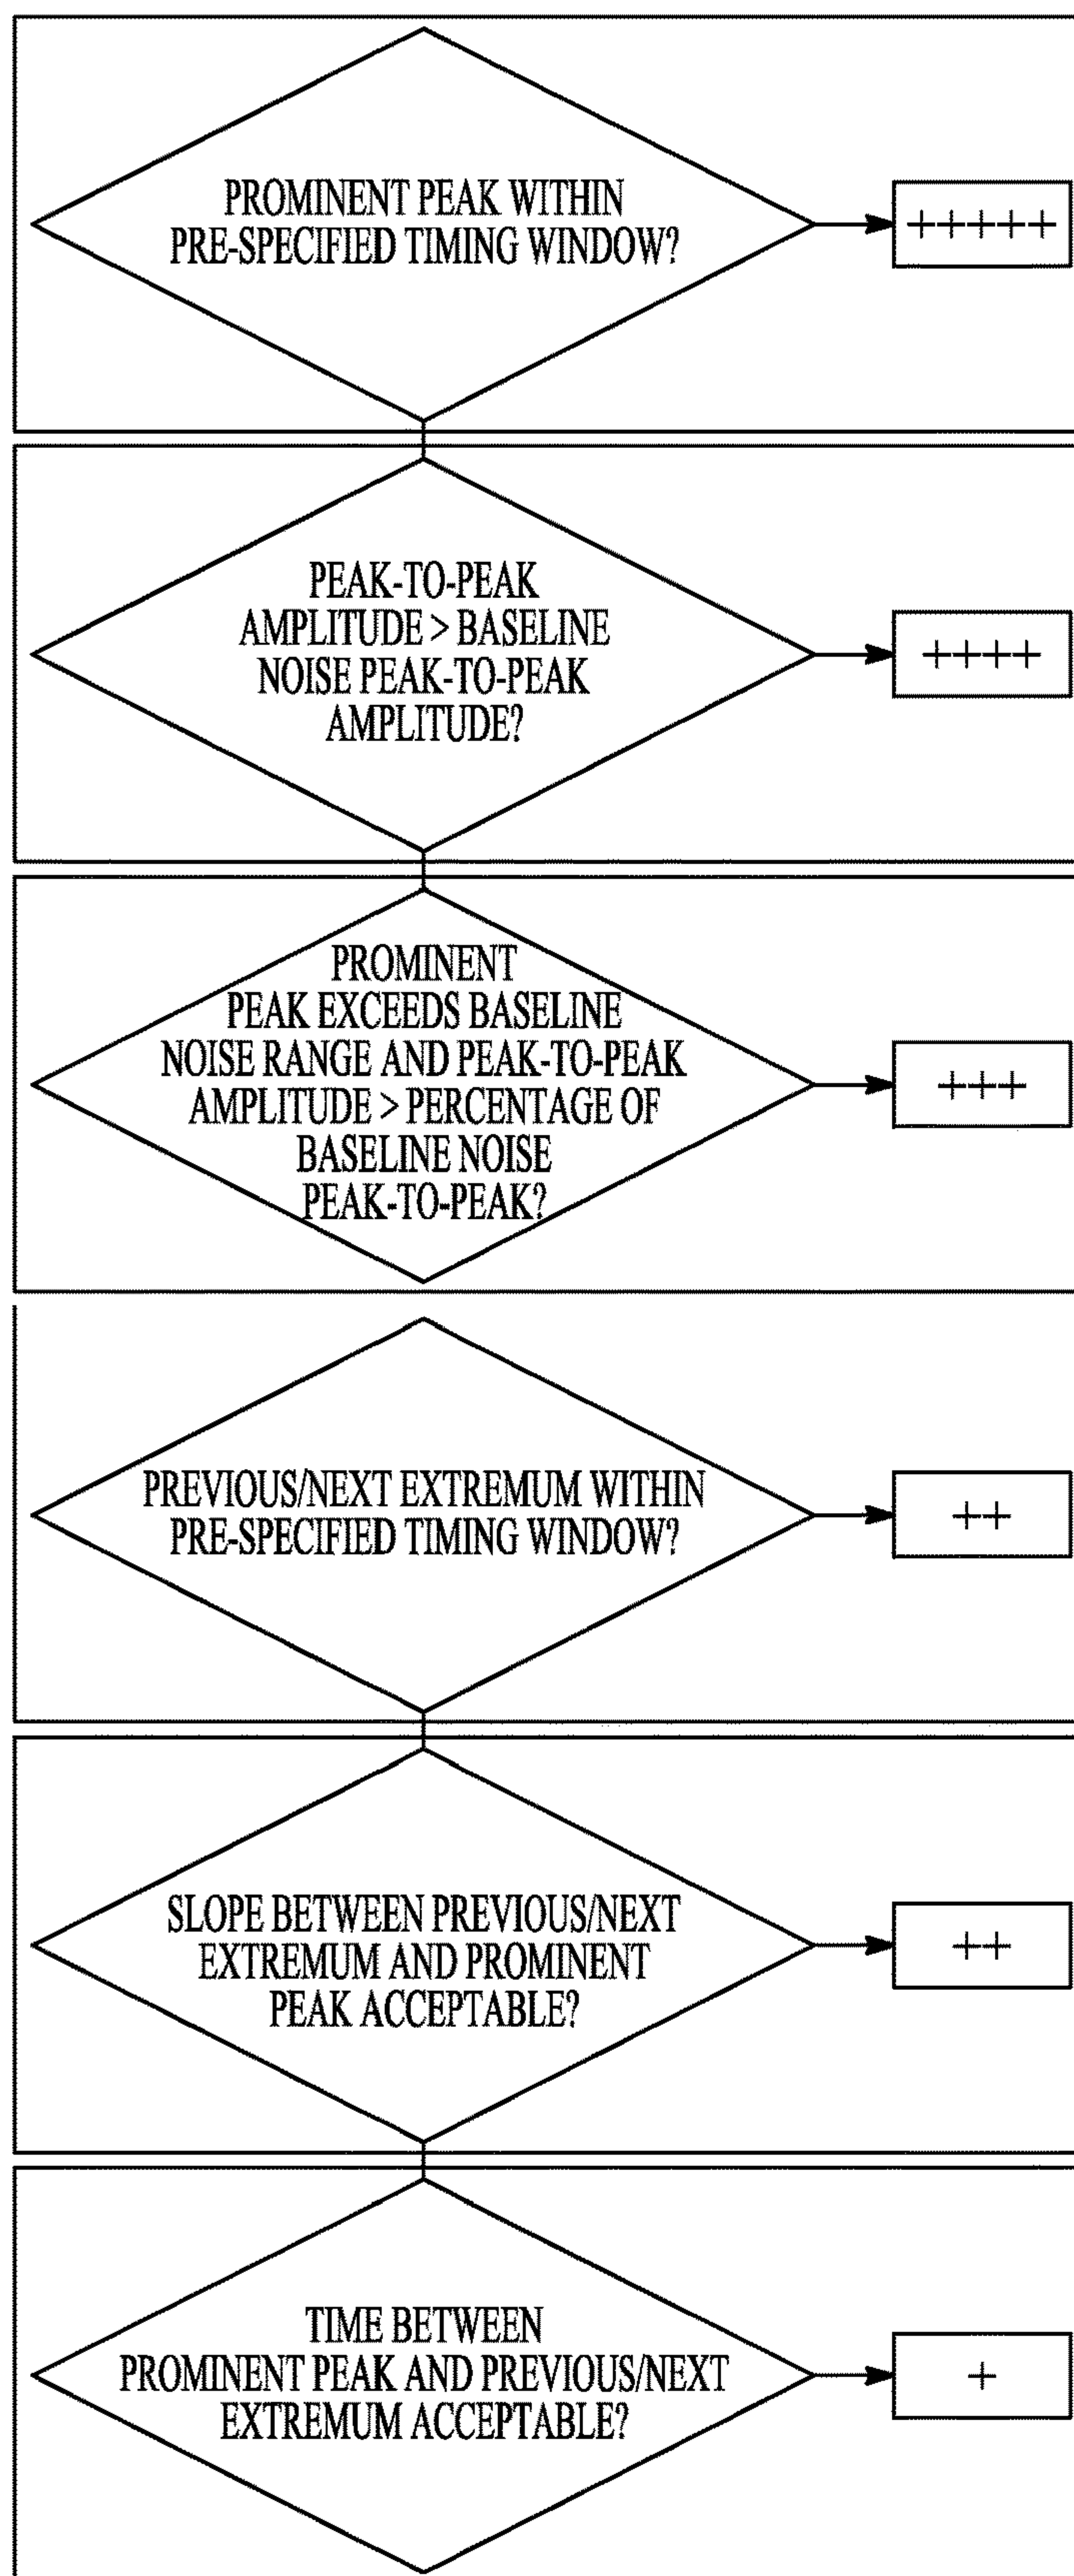 PROMINENT PEAK WITHIN
PRE-SPECIFIED TIMING WINDOW?
+++++
PEAK-TO-PEAK
AMPLITUDE > BASELINE
NOISE PEAK-TO-PEAK
AMPLITUDE?
++++
PROMINENT
PEAK EXCEEDS BASELINE
NOISE RANGE AND PEAK-TO-PEAK
AMPLITUDE > PERCENTAGE OF
BASELINE NOISE
PEAK-TO-PEAK?
+++
PREVIOUS/NEXT EXTREMUM WITHIN
PRE-SPECIFIED TIMING WINDOW?
++
SLOPE BETWEEN PREVIOUS/NEXT
EXTREMUM AND PROMINENT
PEAK ACCEPTABLE?
++
TIME BETWEEN
PROMINENT PEAK AND PREVIOUS/NEXT
EXTREMUM ACCEPTABLE?
+